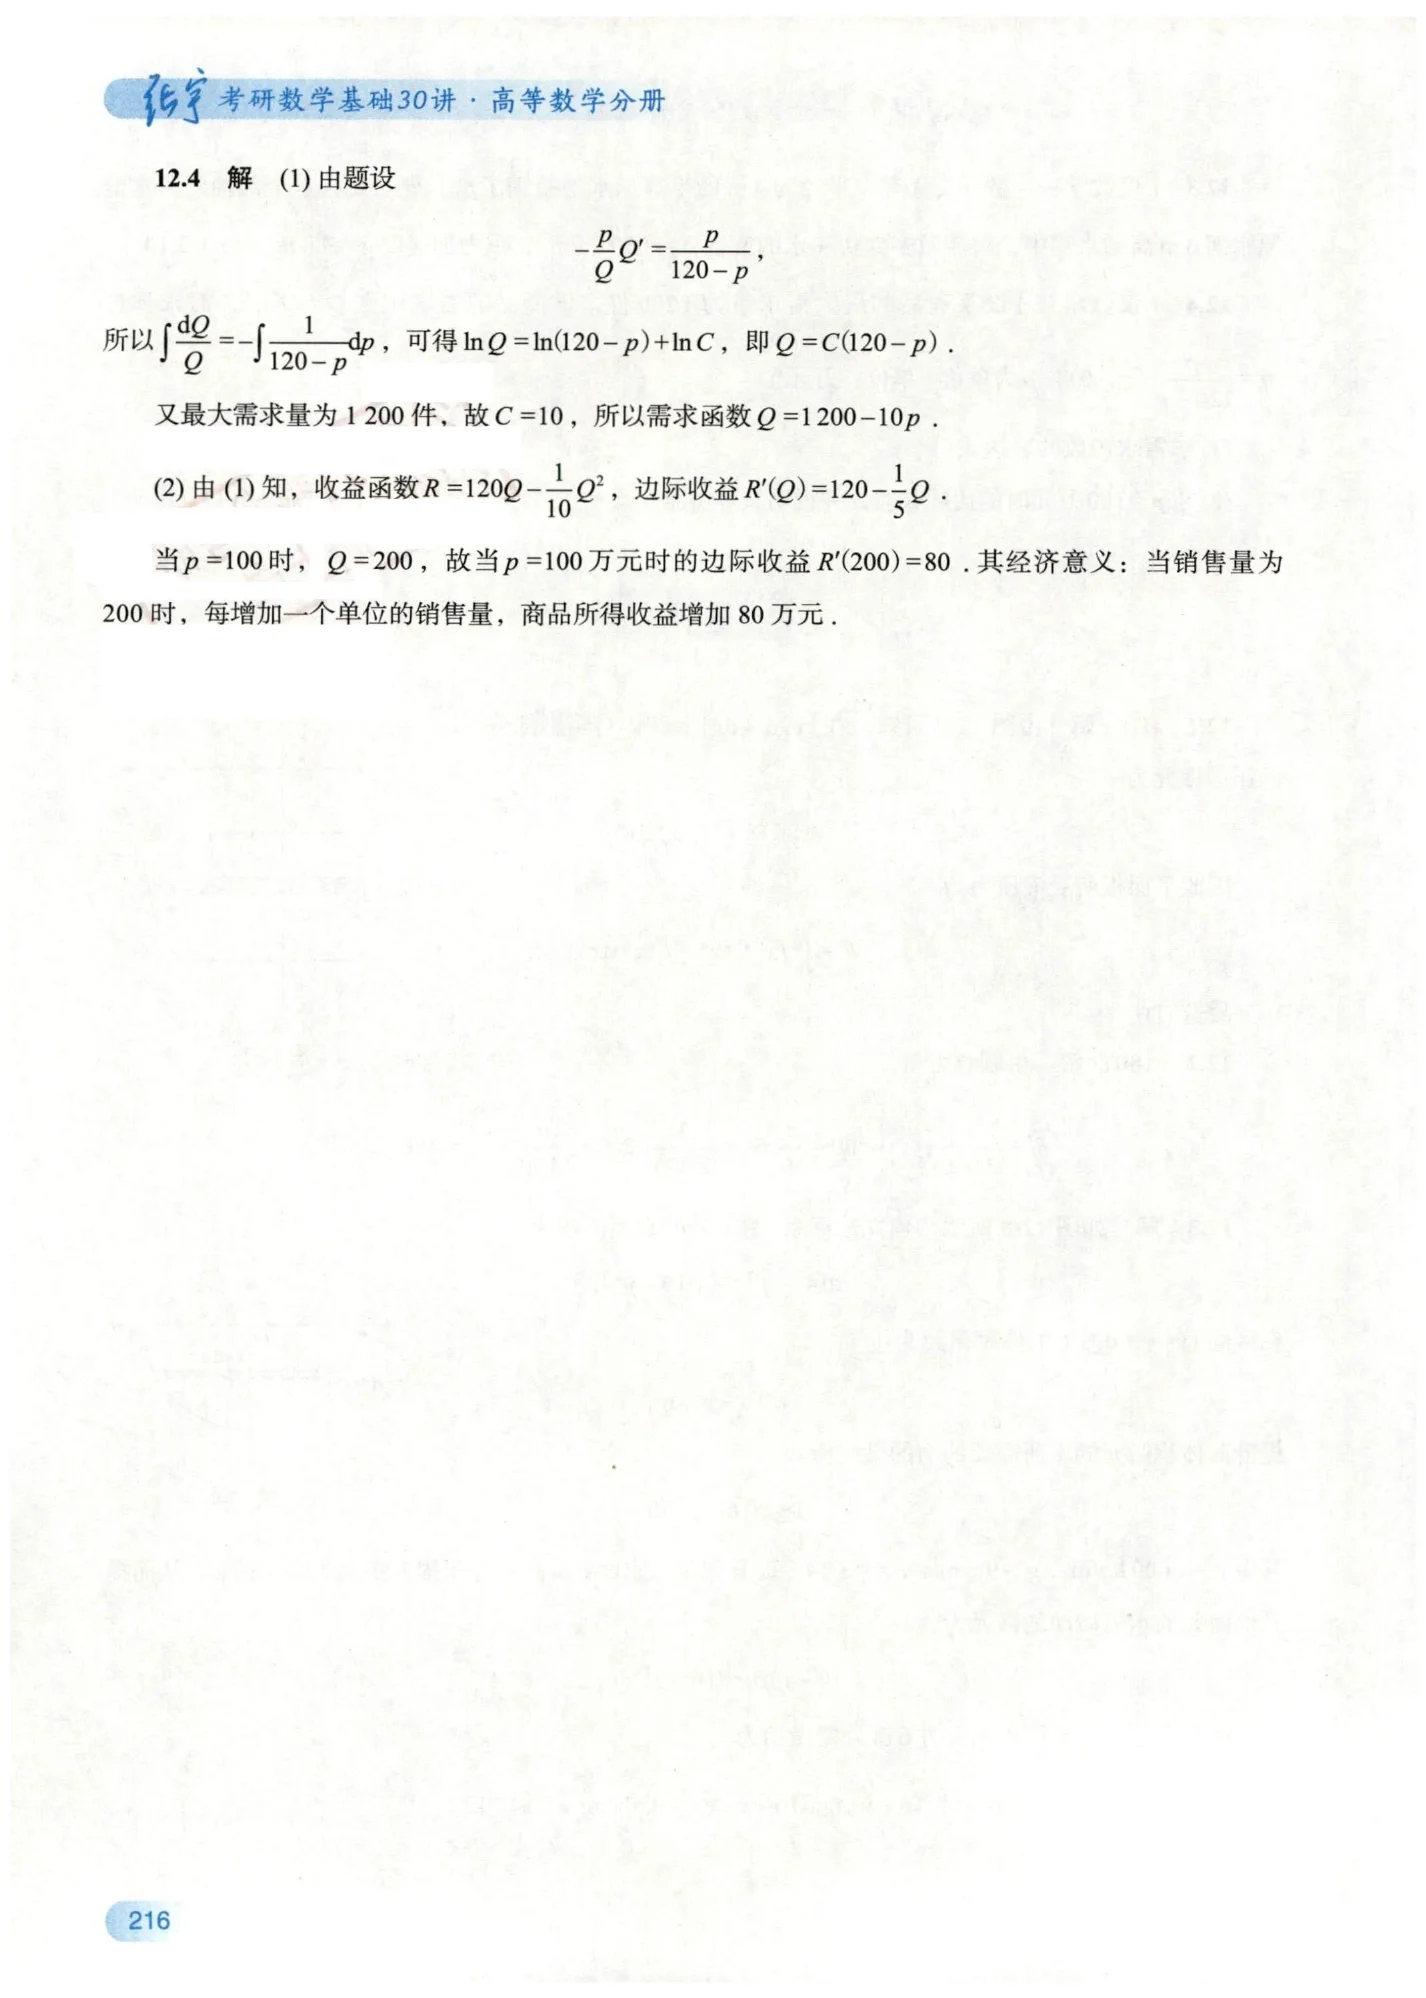 张宇 考研数学基础30讲·高等数学分册
12.4 解 (1) 由题设
$-\frac{p}{Q}Q'=\frac{p}{120-p}$,
所以$\int\frac{dQ}{Q}=-\int\frac{1}{120-p}dp$，可得 ln Q = ln(120 – p) + ln C，即 Q = C(120 – p) .
又最大需求量为 1 200 件，故 C = 10，所以需求函数 Q = 1 200 – 10p .
(2) 由 (1) 知，收益函数 $R=120Q-\frac{1}{10}Q^2$，边际收益 $R'(Q)=120-\frac{1}{5}Q$ .
当 p = 100 时，Q = 200，故当 p = 100 万元时的边际收益 R′(200) = 80 . 其经济意义：当销售量为
200 时，每增加一个单位的销售量，商品所得收益增加 80 万元 .
216